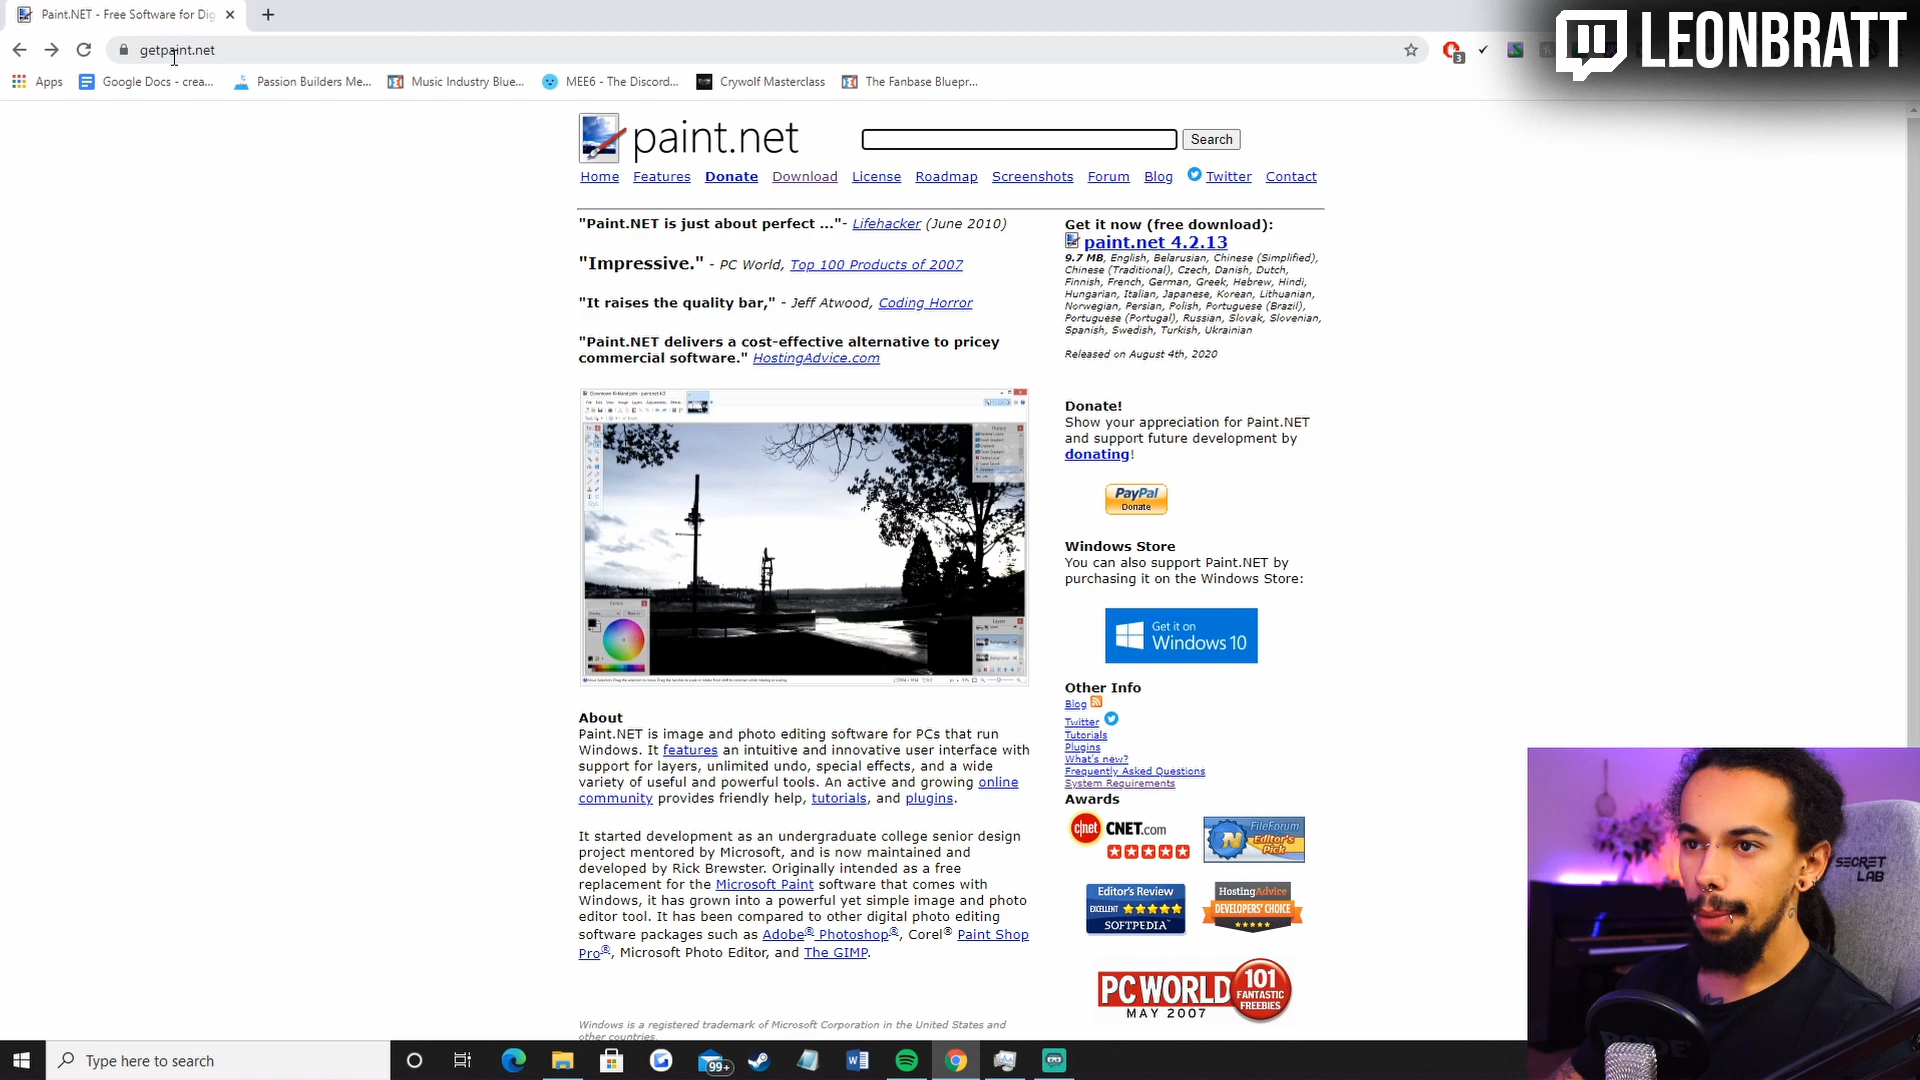 Paint.NET - Free Software for Dig
LEONBRATT
getpaint.net
3
Apps
Google Docs - crea...
Passion Builders Me...
Music Industry Blue...
MEE6 - The Discord...
Crywolf Masterclass
The Fanbase Bluepr...
paint.net
Search
Home Features Donate Download License Roadmap Screenshots Forum Blog Twitter Contact
"Paint.NET is just about perfect ..."- Lifehacker (June 2010)
"Impressive." - PC World, Top 100 Products of 2007
"It raises the quality bar," - Jeff Atwood, Coding Horror
"Paint.NET delivers a cost-effective alternative to pricey
commercial software." HostingAdvice.com
Get it now (free download):
paint.net 4.2.13
9.7 MB, English, Belarusian, Chinese (Simplified),
Chinese (Traditional), Czech, Danish, Dutch,
Finnish, French, German, Greek, Hebrew, Hindi,
Hungarian, Italian, Japanese, Korean, Lithuanian,
Norwegian, Persian, Polish, Portuguese (Brazil),
Portuguese (Portugal), Russian, Slovak, Slovenian,
Spanish, Swedish, Turkish, Ukrainian
Released on August 4th, 2020
Donate!
Show your appreciation for Paint.NET
and support future development by
donating!
PayPal
Donate
Windows Store
You can also support Paint.NET by
purchasing it on the Windows Store:
Get it on
Windows 10
About
Paint.NET is image and photo editing software for PCs that run
Windows. It features an intuitive and innovative user interface with
support for layers, unlimited undo, special effects, and a wide
variety of useful and powerful tools. An active and growing online
community provides friendly help, tutorials, and plugins.
It started development as an undergraduate college senior design
project mentored by Microsoft, and is now maintained and
developed by Rick Brewster. Originally intended as a free
replacement for the Microsoft Paint software that comes with
Windows, it has grown into a powerful yet simple image and photo
editor tool. It has been compared to other digital photo editing
software packages such as Adobe® Photoshop®, Corel® Paint Shop
Pro®, Microsoft Photo Editor, and The GIMP.
Windows is a registered trademark of Microsoft Corporation in the United States and
other countries.
Other Info
Blog
Twitter
Tutorials
Plugins
What's new?
Frequently Asked Questions
System Requirements
Awards
c|net CNET.com
FileForum
Editor's
Pick
Editor's Review
EXCELLENT
SOFTPEDIA
HostingAdvice
DEVELOPERS' CHOICE
PC WORLD
MAY 2007
101
FANTASTIC
FREEBIES
SECRET
LAB
Type here to search
99+